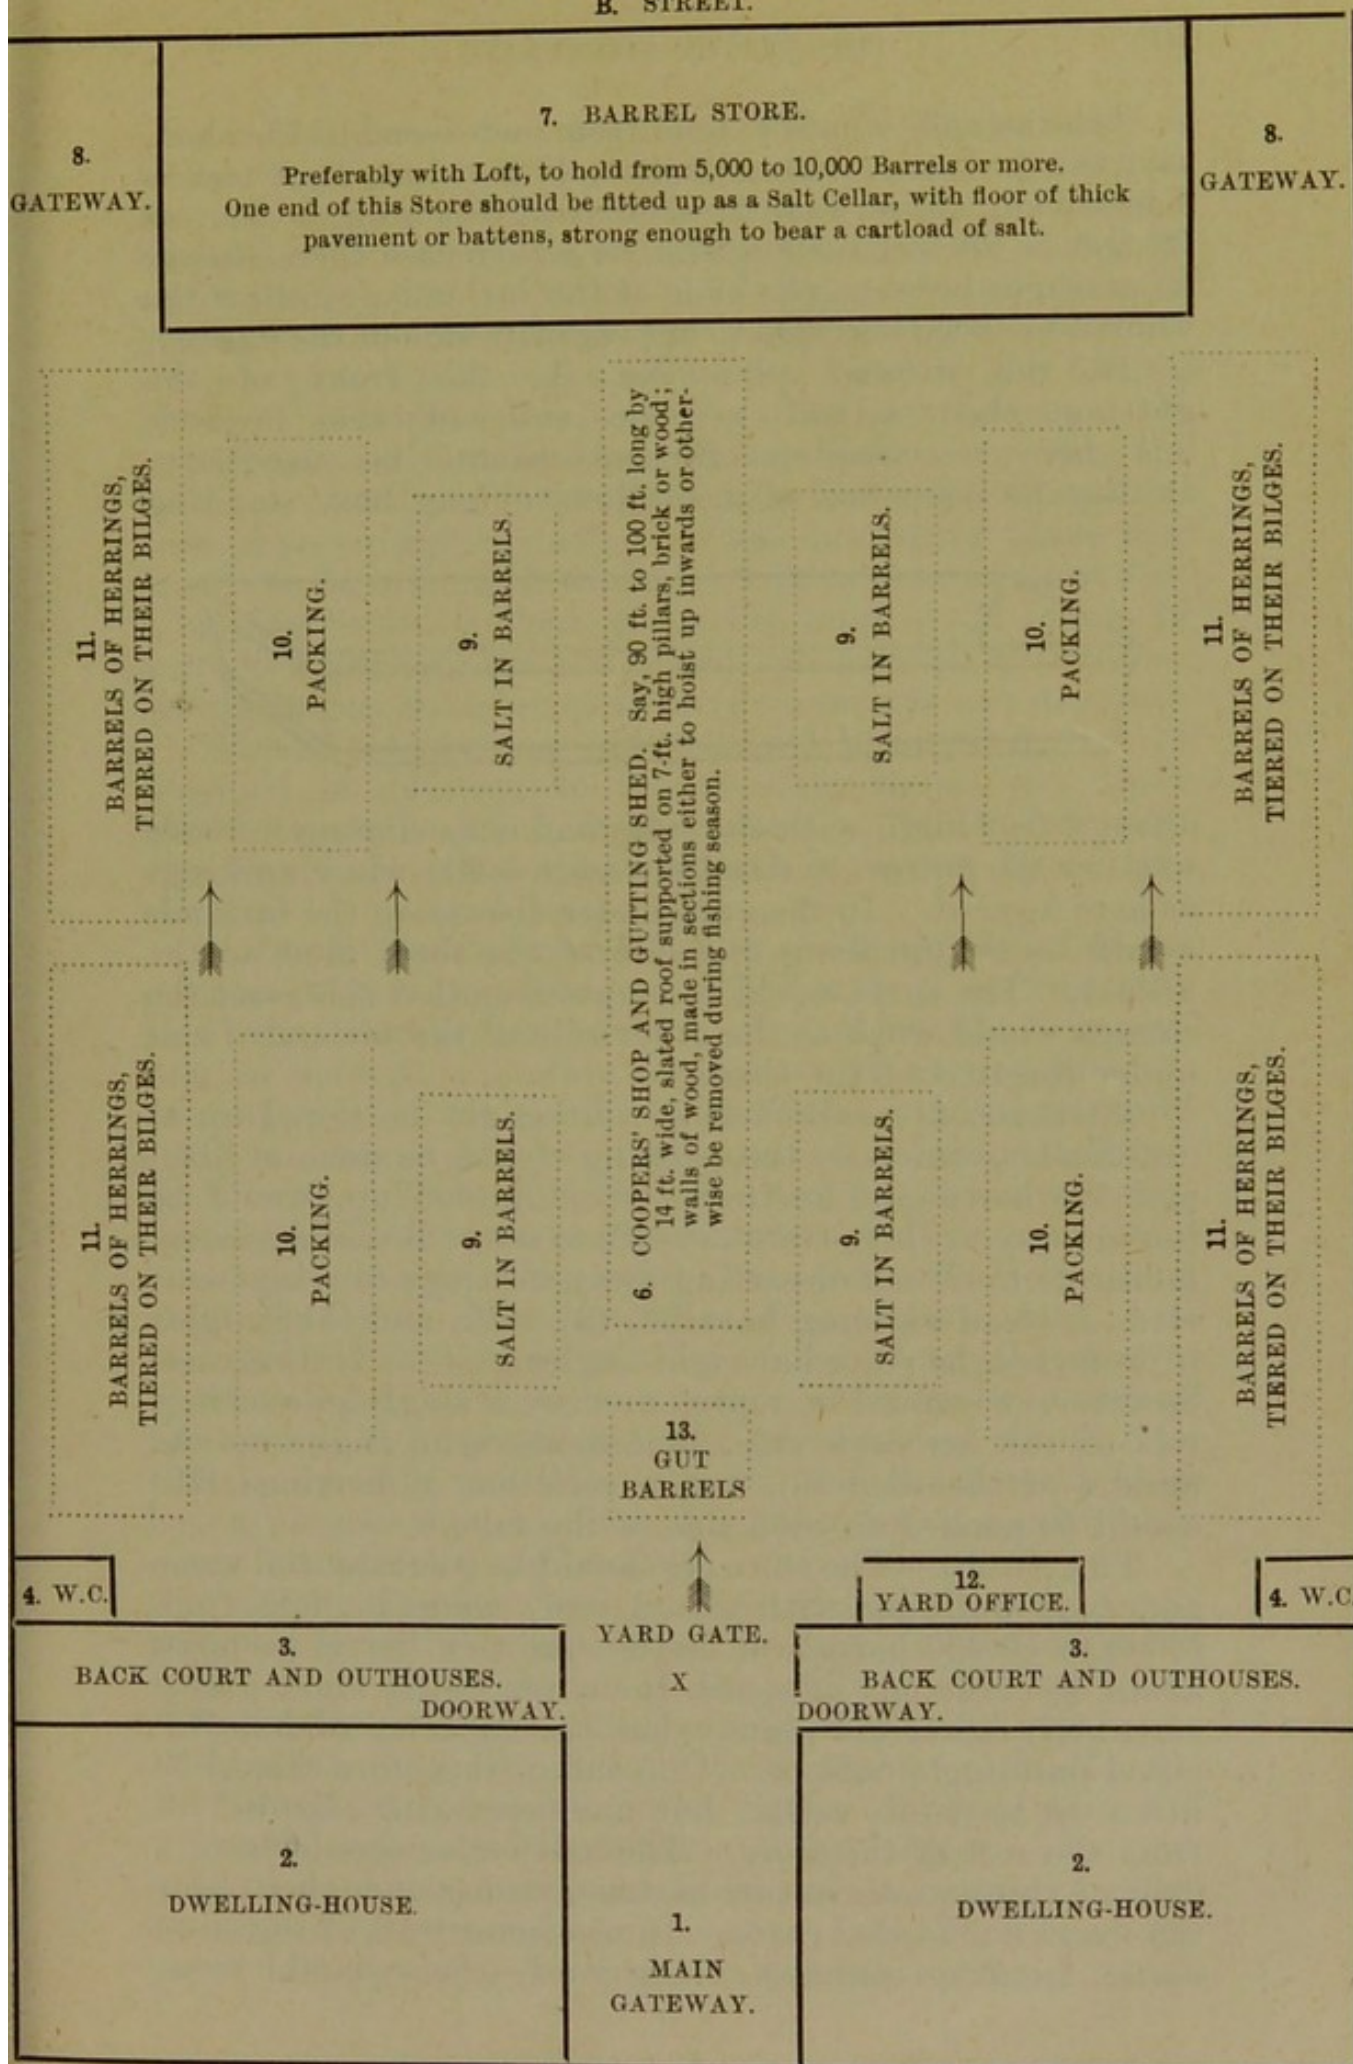 B. STREET.
8.
GATEWAY.
7. BARREL STORE.
Preferably with Loft, to hold from 5,000 to 10,000 Barrels or more.
One end of this Store should be fitted up as a Salt Cellar, with floor of thick
pavement or battens, strong enough to bear a cartload of salt.
8.
GATEWAY.
11.
BARRELS OF HERRINGS,
TIERED ON THEIR BILGES.
10.
PACKING.
9.
SALT IN BARRELS.
6. COOPERS' SHOP AND GUTTING SHED. Say, 90 ft. to 100 ft. long by
14 ft. wide, slated roof supported on 7-ft. high pillars, brick or wood;
walls of wood, made in sections either to hoist up inwards or other-
wise be removed during fishing season.
9.
SALT IN BARRELS.
10.
PACKING.
11.
BARRELS OF HERRINGS,
TIERED ON THEIR BILGES.
11.
BARRELS OF HERRINGS,
TIERED ON THEIR BILGES.
10.
PACKING.
9.
SALT IN BARRELS.
9.
SALT IN BARRELS.
10.
PACKING.
11.
BARRELS OF HERRINGS,
TIERED ON THEIR BILGES.
13.
GUT
BARRELS
4. W.C.
12.
YARD OFFICE.
4. W.C.
3.
BACK COURT AND OUTHOUSES.
DOORWAY.
YARD GATE.
X
3.
BACK COURT AND OUTHOUSES.
DOORWAY.
2.
DWELLING-HOUSE.
1.
MAIN
GATEWAY.
2.
DWELLING-HOUSE.